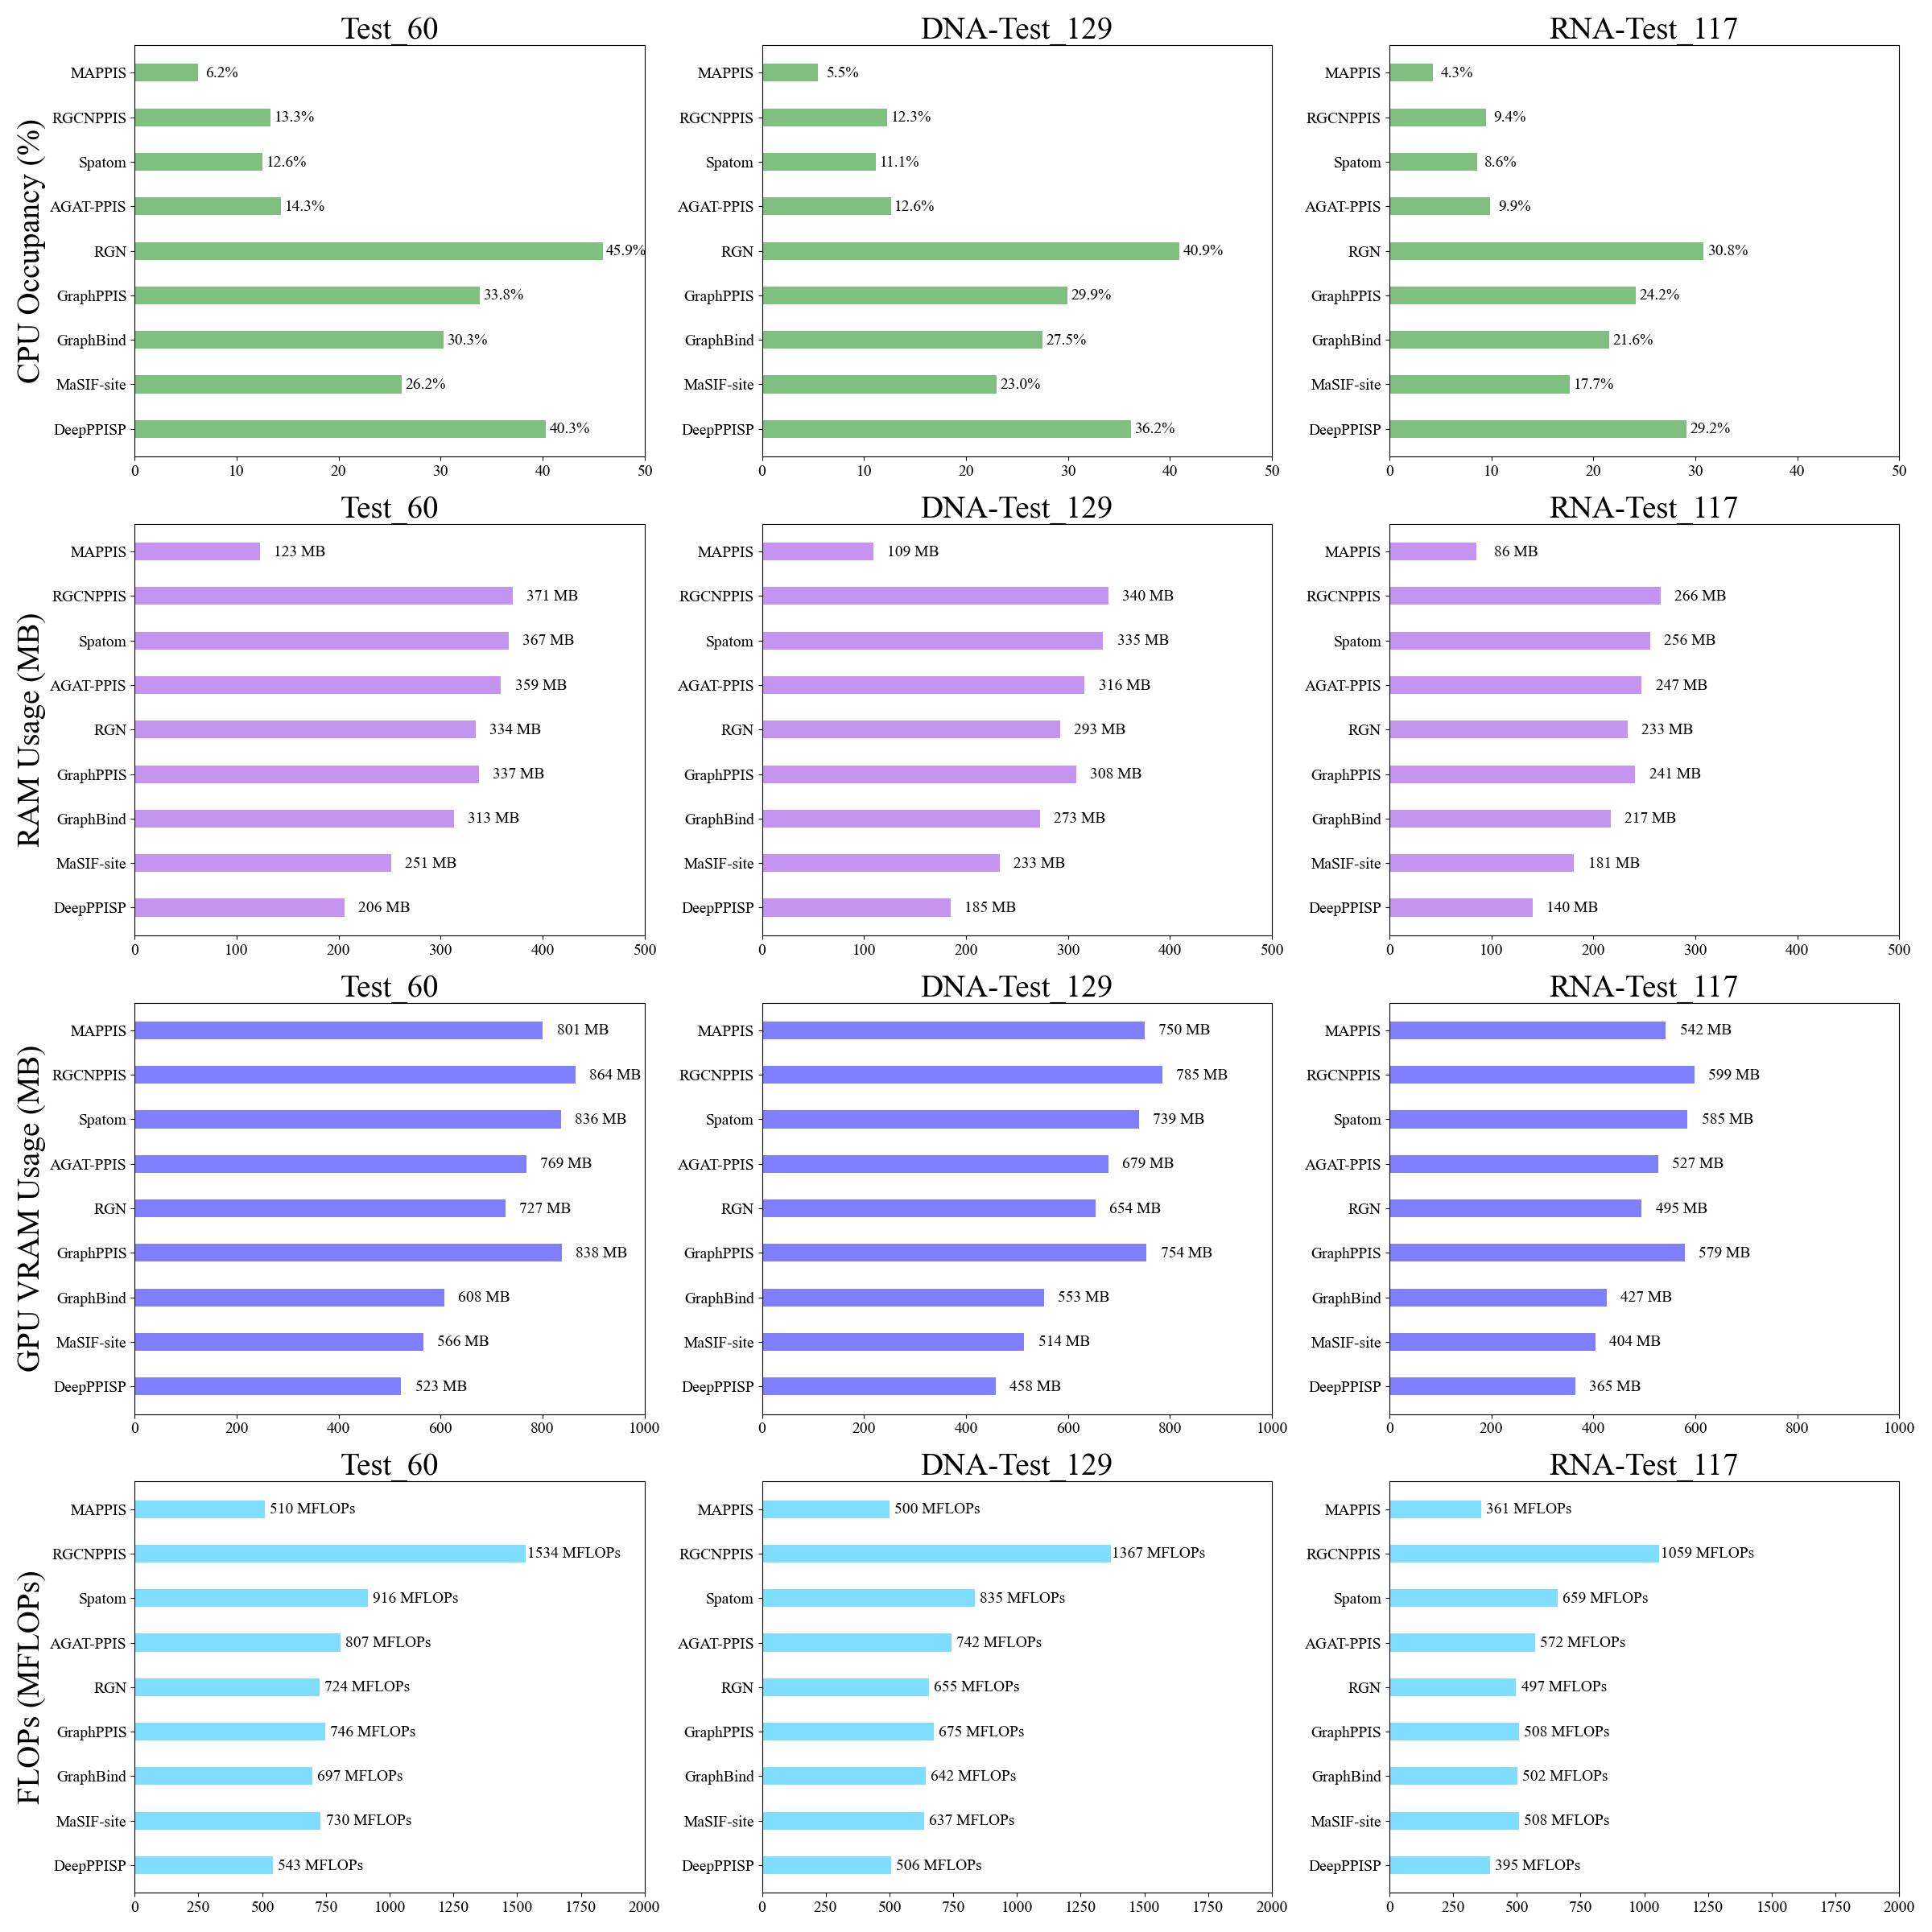 Test_60
DNA-Test_129
RNA-Test_117
CPU Occupancy (%)
MAPPIS 6.2%
RGCNPPIS 13.3%
Spatom 12.6%
AGAT-PPIS 14.3%
RGN 45.9%
GraphPPIS 33.8%
GraphBind 30.3%
MaSIF-site 26.2%
DeepPPISP 40.3%
0 10 20 30 40 50
MAPPIS 5.5%
RGCNPPIS 12.3%
Spatom 11.1%
AGAT-PPIS 12.6%
RGN 40.9%
GraphPPIS 29.9%
GraphBind 27.5%
MaSIF-site 23.0%
DeepPPISP 36.2%
0 10 20 30 40 50
MAPPIS 4.3%
RGCNPPIS 9.4%
Spatom 8.6%
AGAT-PPIS 9.9%
RGN 30.8%
GraphPPIS 24.2%
GraphBind 21.6%
MaSIF-site 17.7%
DeepPPISP 29.2%
0 10 20 30 40 50
Test_60
DNA-Test_129
RNA-Test_117
RAM Usage (MB)
MAPPIS 123 MB
RGCNPPIS 371 MB
Spatom 367 MB
AGAT-PPIS 359 MB
RGN 334 MB
GraphPPIS 337 MB
GraphBind 313 MB
MaSIF-site 251 MB
DeepPPISP 206 MB
0 100 200 300 400 500
MAPPIS 109 MB
RGCNPPIS 340 MB
Spatom 335 MB
AGAT-PPIS 316 MB
RGN 293 MB
GraphPPIS 308 MB
GraphBind 273 MB
MaSIF-site 233 MB
DeepPPISP 185 MB
0 100 200 300 400 500
MAPPIS 86 MB
RGCNPPIS 266 MB
Spatom 256 MB
AGAT-PPIS 247 MB
RGN 233 MB
GraphPPIS 241 MB
GraphBind 217 MB
MaSIF-site 181 MB
DeepPPISP 140 MB
0 100 200 300 400 500
Test_60
DNA-Test_129
RNA-Test_117
GPU VRAM Usage (MB)
MAPPIS 801 MB
RGCNPPIS 864 MB
Spatom 836 MB
AGAT-PPIS 769 MB
RGN 727 MB
GraphPPIS 838 MB
GraphBind 608 MB
MaSIF-site 566 MB
DeepPPISP 523 MB
0 200 400 600 800 1000
MAPPIS 750 MB
RGCNPPIS 785 MB
Spatom 739 MB
AGAT-PPIS 679 MB
RGN 654 MB
GraphPPIS 754 MB
GraphBind 553 MB
MaSIF-site 514 MB
DeepPPISP 458 MB
0 200 400 600 800 1000
MAPPIS 542 MB
RGCNPPIS 599 MB
Spatom 585 MB
AGAT-PPIS 527 MB
RGN 495 MB
GraphPPIS 579 MB
GraphBind 427 MB
MaSIF-site 404 MB
DeepPPISP 365 MB
0 200 400 600 800 1000
Test_60
DNA-Test_129
RNA-Test_117
FLOPs (MFLOPs)
MAPPIS 510 MFLOPs
RGCNPPIS 1534 MFLOPs
Spatom 916 MFLOPs
AGAT-PPIS 807 MFLOPs
RGN 724 MFLOPs
GraphPPIS 746 MFLOPs
GraphBind 697 MFLOPs
MaSIF-site 730 MFLOPs
DeepPPISP 543 MFLOPs
0 250 500 750 1000 1250 1500 1750 2000
MAPPIS 500 MFLOPs
RGCNPPIS 1367 MFLOPs
Spatom 835 MFLOPs
AGAT-PPIS 742 MFLOPs
RGN 655 MFLOPs
GraphPPIS 675 MFLOPs
GraphBind 642 MFLOPs
MaSIF-site 637 MFLOPs
DeepPPISP 506 MFLOPs
0 250 500 750 1000 1250 1500 1750 2000
MAPPIS 361 MFLOPs
RGCNPPIS 1059 MFLOPs
Spatom 659 MFLOPs
AGAT-PPIS 572 MFLOPs
RGN 497 MFLOPs
GraphPPIS 508 MFLOPs
GraphBind 502 MFLOPs
MaSIF-site 508 MFLOPs
DeepPPISP 395 MFLOPs
0 250 500 750 1000 1250 1500 1750 2000